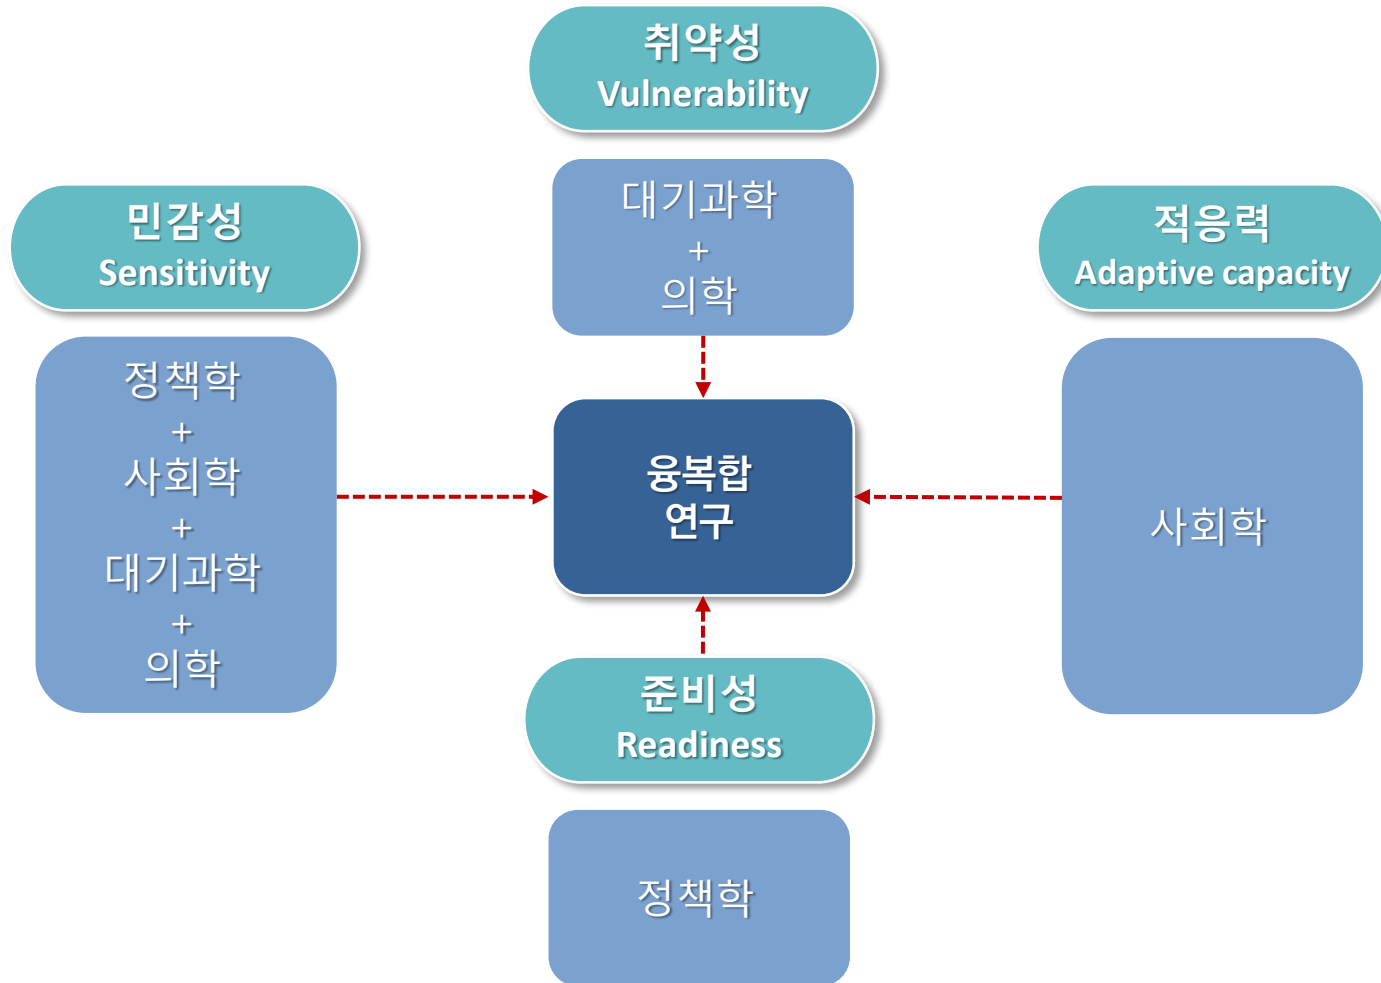 취약성
Vulnerability
대기과학
+
의학
민감성
Sensitivity
정책학
+
사회학
+
대기과학
+
의학
융복합
연구
적응력
Adaptive capacity
사회학
준비성
Readiness
정책학